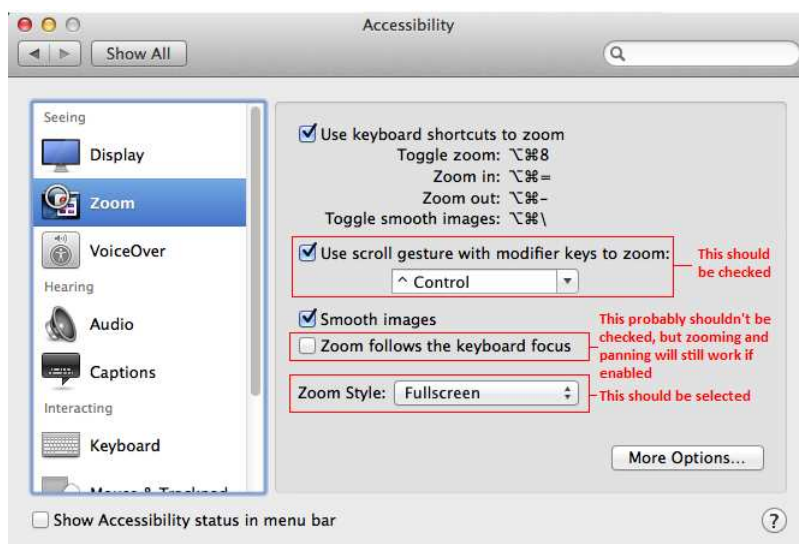 Accessibility
Show All
Seeing
Display
Zoom
VoiceOver
Hearing
Audio
Captions
Interacting
Keyboard
Mouse & Trackpad
Use keyboard shortcuts to zoom
Toggle zoom: ⌥⌘8
Zoom in: ⌥⌘=
Zoom out: ⌥⌘-
Toggle smooth images: ⌥⌘\
Use scroll gesture with modifier keys to zoom:
^ Control
This should
be checked
Smooth images
Zoom follows the keyboard focus
This probably shouldn't be
checked, but zooming and
panning will still work if
enabled
Zoom Style: Fullscreen
This should be selected
More Options...
Show Accessibility status in menu bar
?